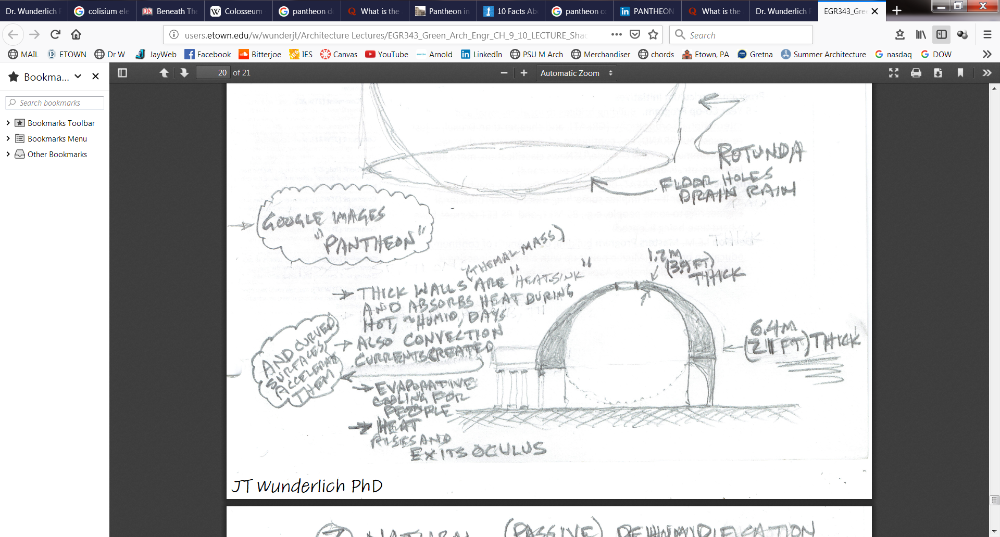 Dr. Wunderlich
colisium ele
Beneath The
Colosseum
pantheon d
What is the
Pantheon in
10 Facts Ab
pantheon co
PANTHEON
What is the
Dr. Wunderlich
EGR343_Gree
users.etown.edu/w/wunderjt/Architecture Lectures/EGR343_Green_Arch_Engr_CH_9_10_LECTURE_Shad
Search
MAIL ETOWN Dr W JayWeb Facebook Bitterjoe IES Canvas YouTube Arnold LinkedIn PSU M Arch Merchandiser chords Etown, PA Gretna Summer Architecture nasdaq DOW
Bookma...
20 of 21
Automatic Zoom
Search bookmarks
Bookmarks Toolbar
Bookmarks Menu
Other Bookmarks
ROTUNDA
FLOOR HOLES
DRAIN RAIN
GOOGLE IMAGES
"PANTHEON"
(THEMAL MASS)
→ THICK WALLS ARE "HEATSINK"
AND ABSORBS HEAT DURING
HOT, ~HUMID, DAYS
→ ALSO CONVECTION
CURRENTS CREATED
AND CURVED
SURFACES
ACCELERATE
THEM
→ EVAPORATIVE
COOLING FOR
PEOPLE
→ HEAT
RISES AND
EXITS OCULUS
1.2M
(3.9 FT)
THICK
6.4M
(21 FT) THICK
JT Wunderlich PhD
NATURAL (PASSIVE) DEHUMIDIFICATION